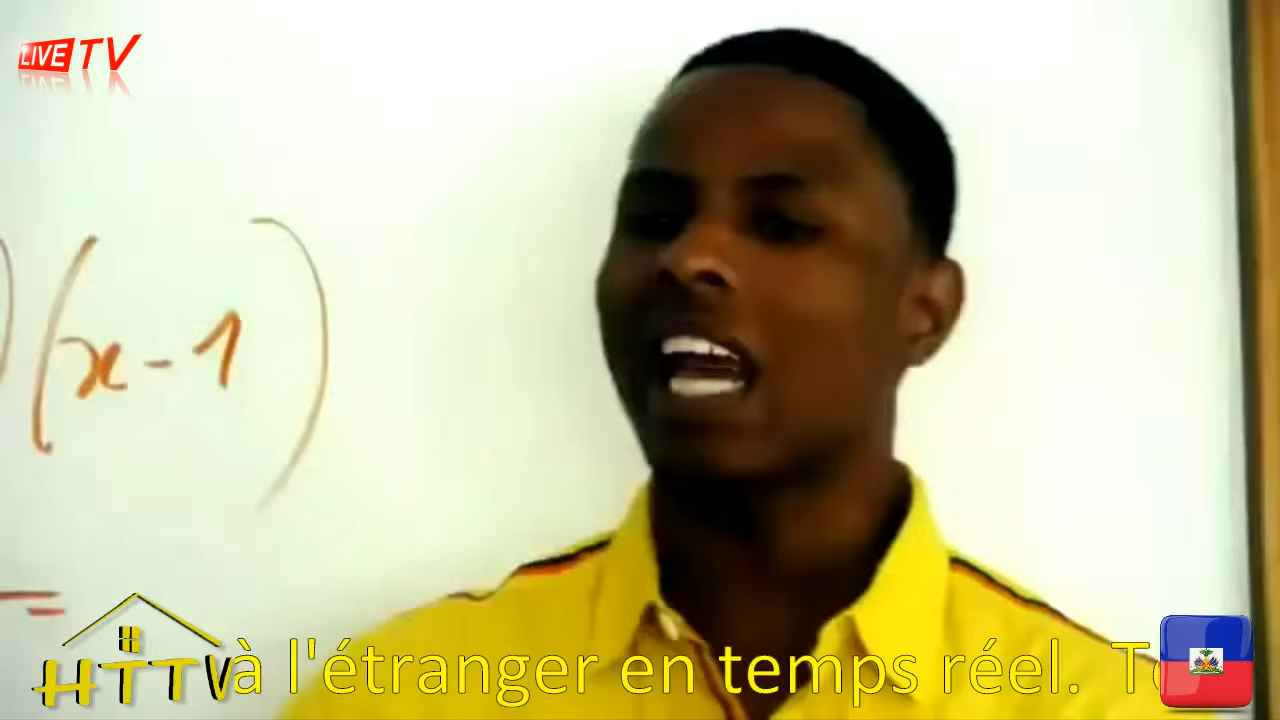 LIVE TV
) (x - 1)
=
HTTV
à l'étranger en temps réel.